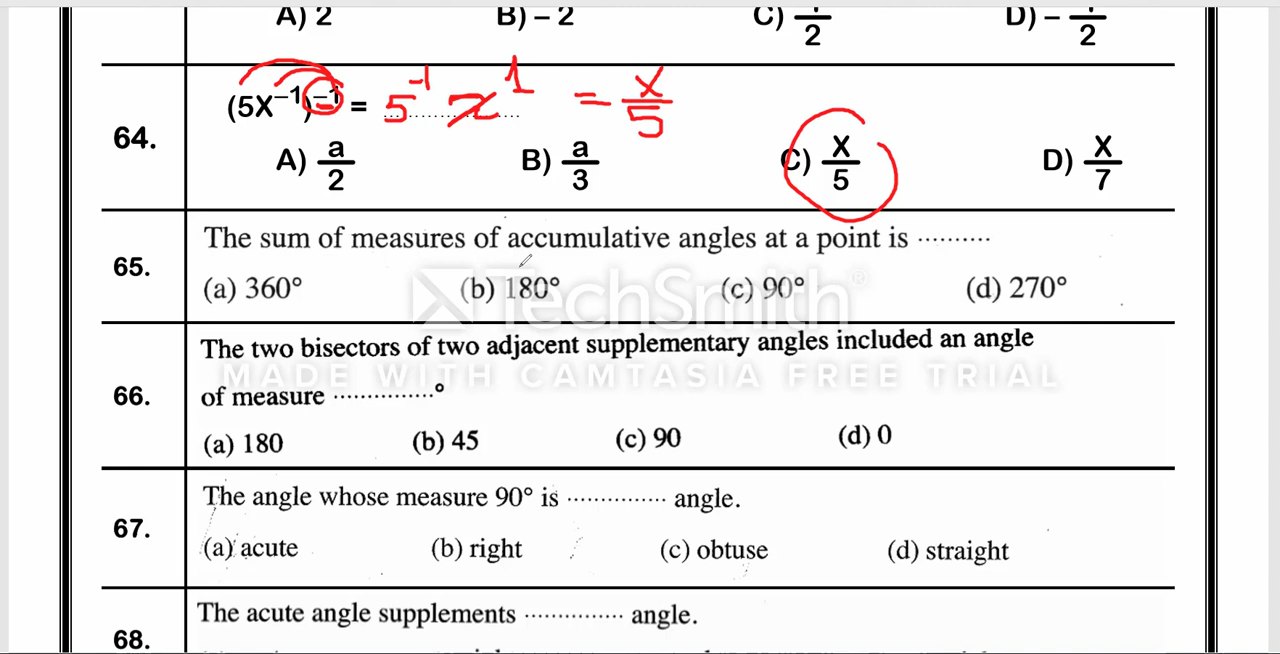 A) 2 B) – 2 C) 1/2 D) – 1/2
64. (5X⁻¹)⁻¹ = .................. 5⁻¹ x¹ = x/5
A) a/2 B) a/3 C) X/5 D) X/7
65. The sum of measures of accumulative angles at a point is ··········
(a) 360° (b) 180° (c) 90° (d) 270°
TechSmith®
66. The two bisectors of two adjacent supplementary angles included an angle
MADE WITH CAMTASIA FREE TRIAL
of measure ···············°
(a) 180 (b) 45 (c) 90 (d) 0
67. The angle whose measure 90° is ··············· angle.
(a) acute (b) right (c) obtuse (d) straight
68. The acute angle supplements ··············· angle.